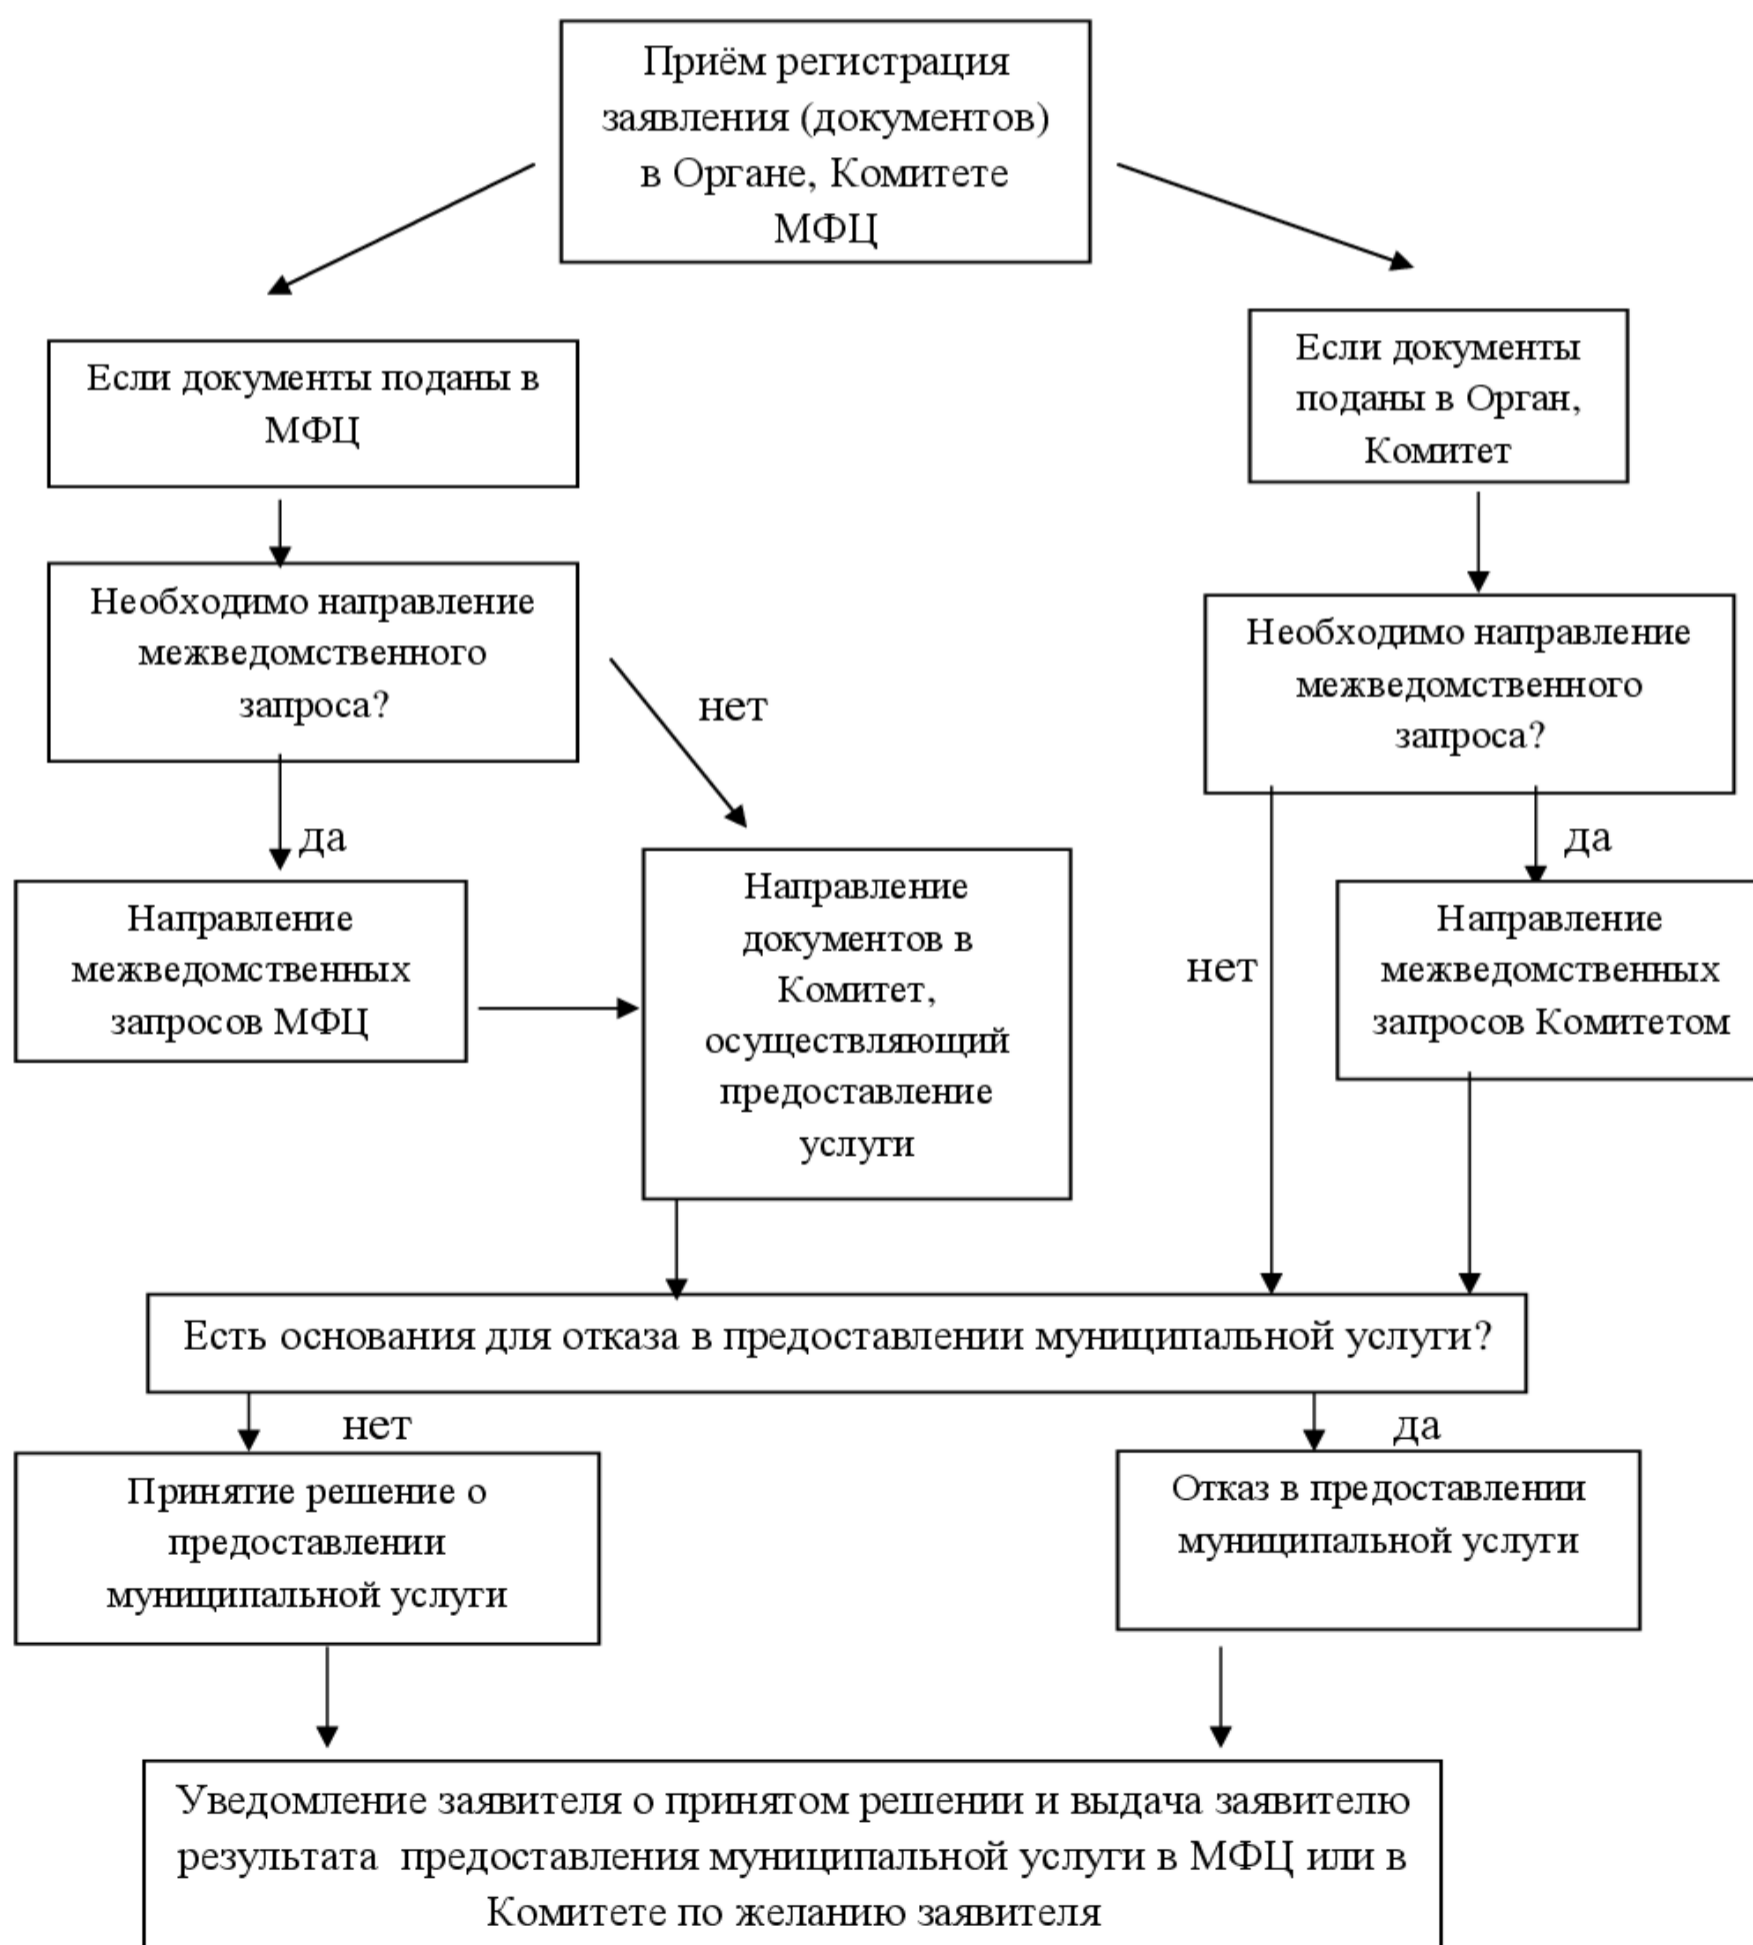 Приём регистрация
заявления (документов)
в Органе, Комитете
МФЦ
Если документы поданы в
МФЦ
Если документы
поданы в Орган,
Комитет
Необходимо направление
межведомственного
запроса?
нет
Необходимо направление
межведомственного
запроса?
да
да
Направление
межведомственных
запросов МФЦ
Направление
документов в
Комитет,
осуществляющий
предоставление
услуги
нет
Направление
межведомственных
запросов Комитетом
Есть основания для отказа в предоставлении муниципальной услуги?
нет
да
Принятие решение о
предоставлении
муниципальной услуги
Отказ в предоставлении
муниципальной услуги
Уведомление заявителя о принятом решении и выдача заявителю
результата предоставления муниципальной услуги в МФЦ или в
Комитете по желанию заявителя